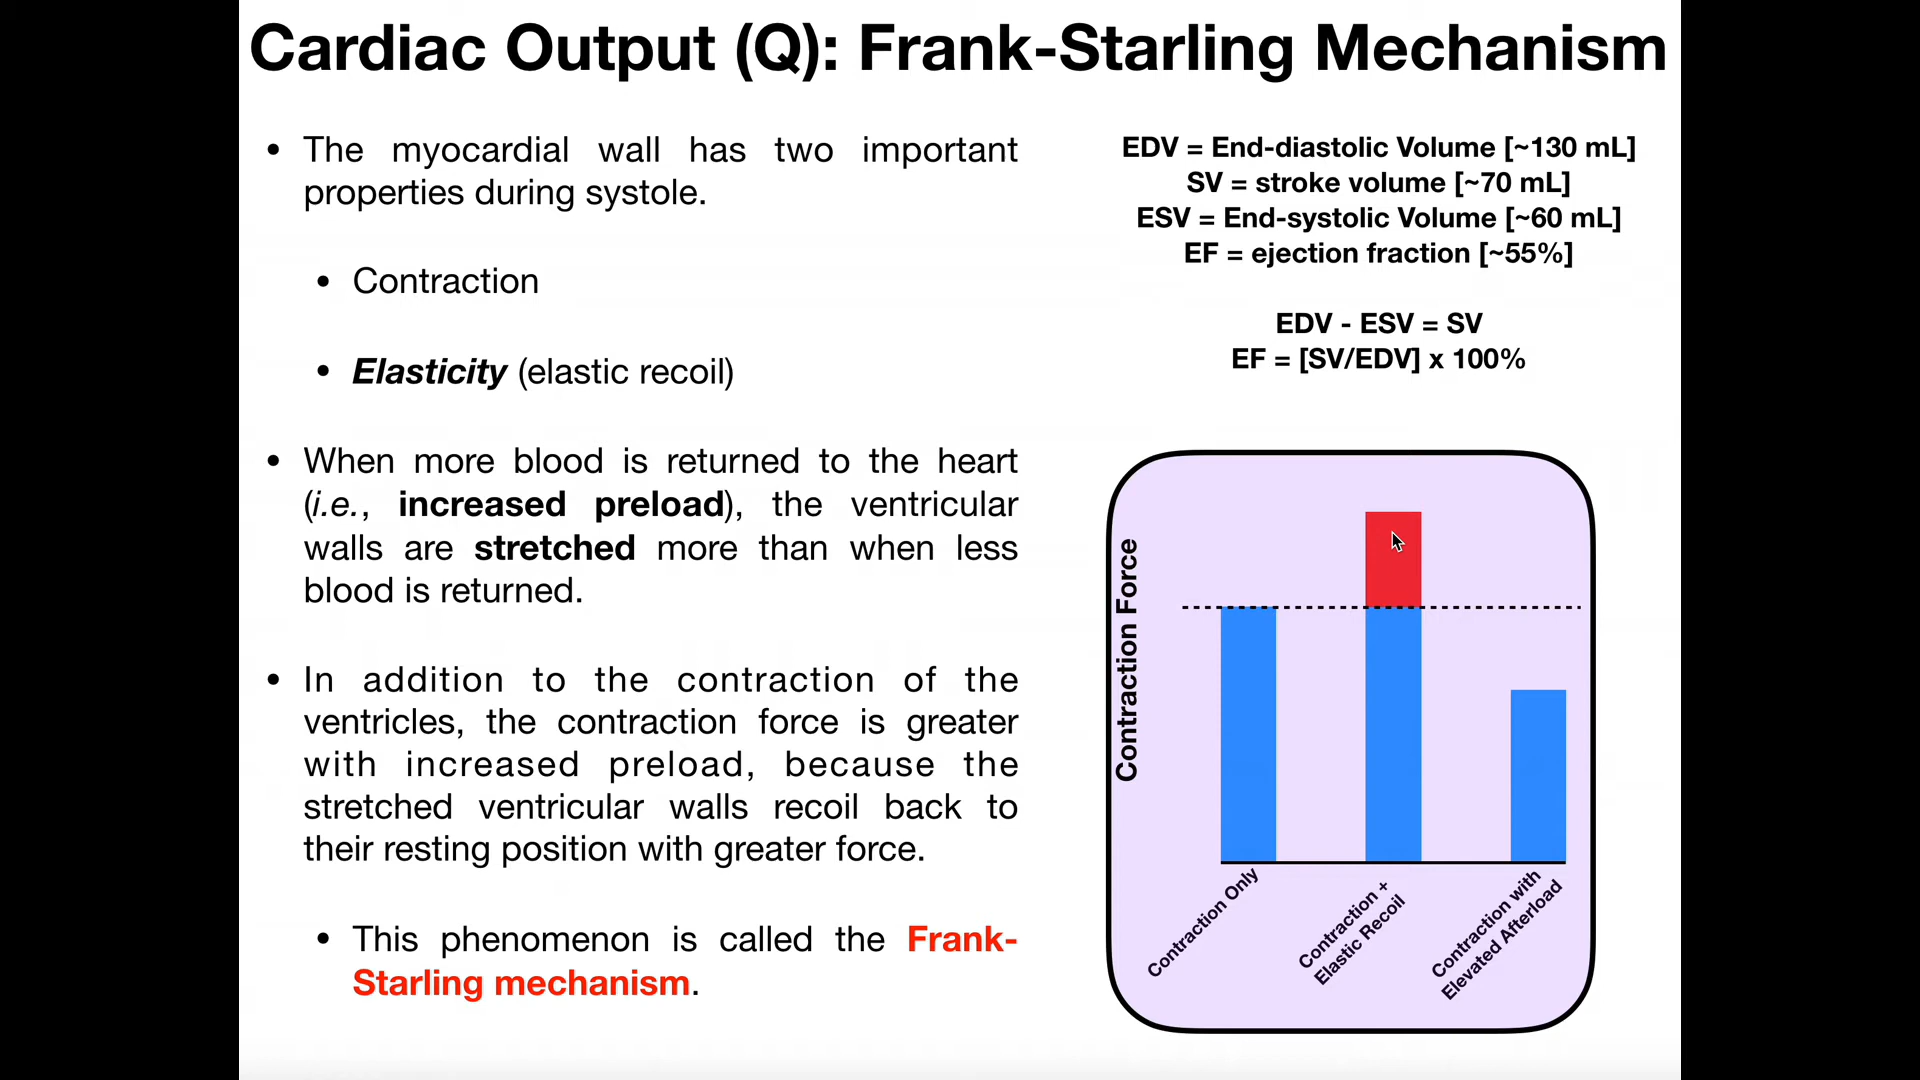 Cardiac Output (Q): Frank-Starling Mechanism
• The myocardial wall has two important
properties during systole.
• Contraction
• Elasticity (elastic recoil)
• When more blood is returned to the heart
(i.e., increased preload), the ventricular
walls are stretched more than when less
blood is returned.
• In addition to the contraction of the
ventricles, the contraction force is greater
with increased preload, because the
stretched ventricular walls recoil back to
their resting position with greater force.
• This phenomenon is called the Frank-
Starling mechanism.
EDV = End-diastolic Volume [~130 mL]
SV = stroke volume [~70 mL]
ESV = End-systolic Volume [~60 mL]
EF = ejection fraction [~55%]
EDV - ESV = SV
EF = [SV/EDV] x 100%
Contraction Force
Contraction Only
Contraction +
Elastic Recoil
Contraction with
Elevated Afterload